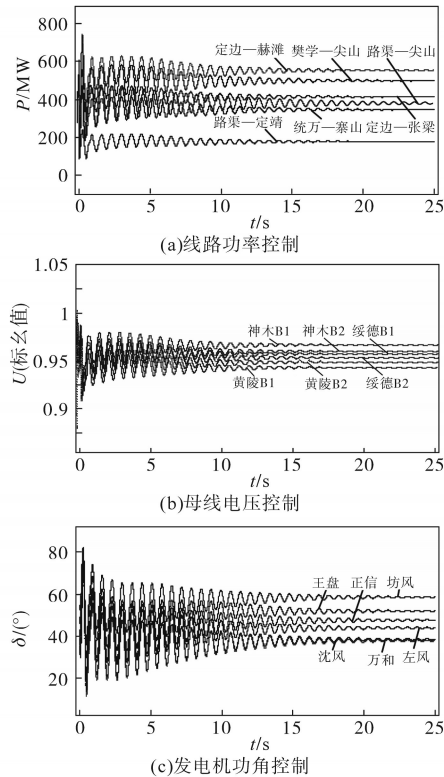 800
600
400
200
0
P/MW
定边—赫滩 樊学—尖山 路渠—尖山
路渠—定靖 统万—寨山 定边—张梁
0 5 10 15 20 25
t/s
(a)线路功率控制
1.05
1
0.95
0.9
U(标幺值)
神木B1 神木B2 绥德B1
黄陵B1 黄陵B2 绥德B2
0 5 10 15 20 25
t/s
(b)母线电压控制
80
60
40
20
δ/(°)
王盘 正信 坊风
沈风 万和 左风
0 5 10 15 20 25
t/s
(c)发电机功角控制